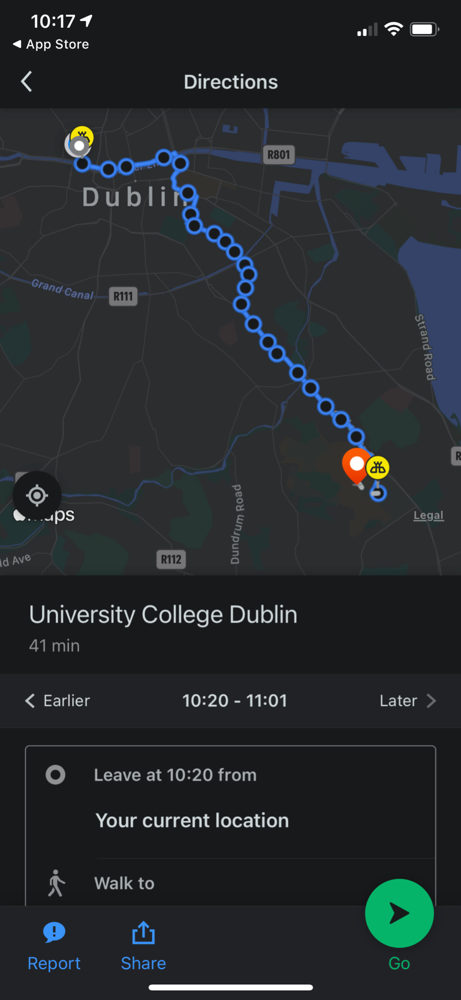 10:17
App Store
Directions
R801
Dublin
Grand Canal
R111
Strand Road
Dundrum Road
Legal
ld Ave
R112
University College Dublin
41 min
Earlier
10:20 - 11:01
Later
Leave at 10:20 from
Your current location
Walk to
Report
Share
Go